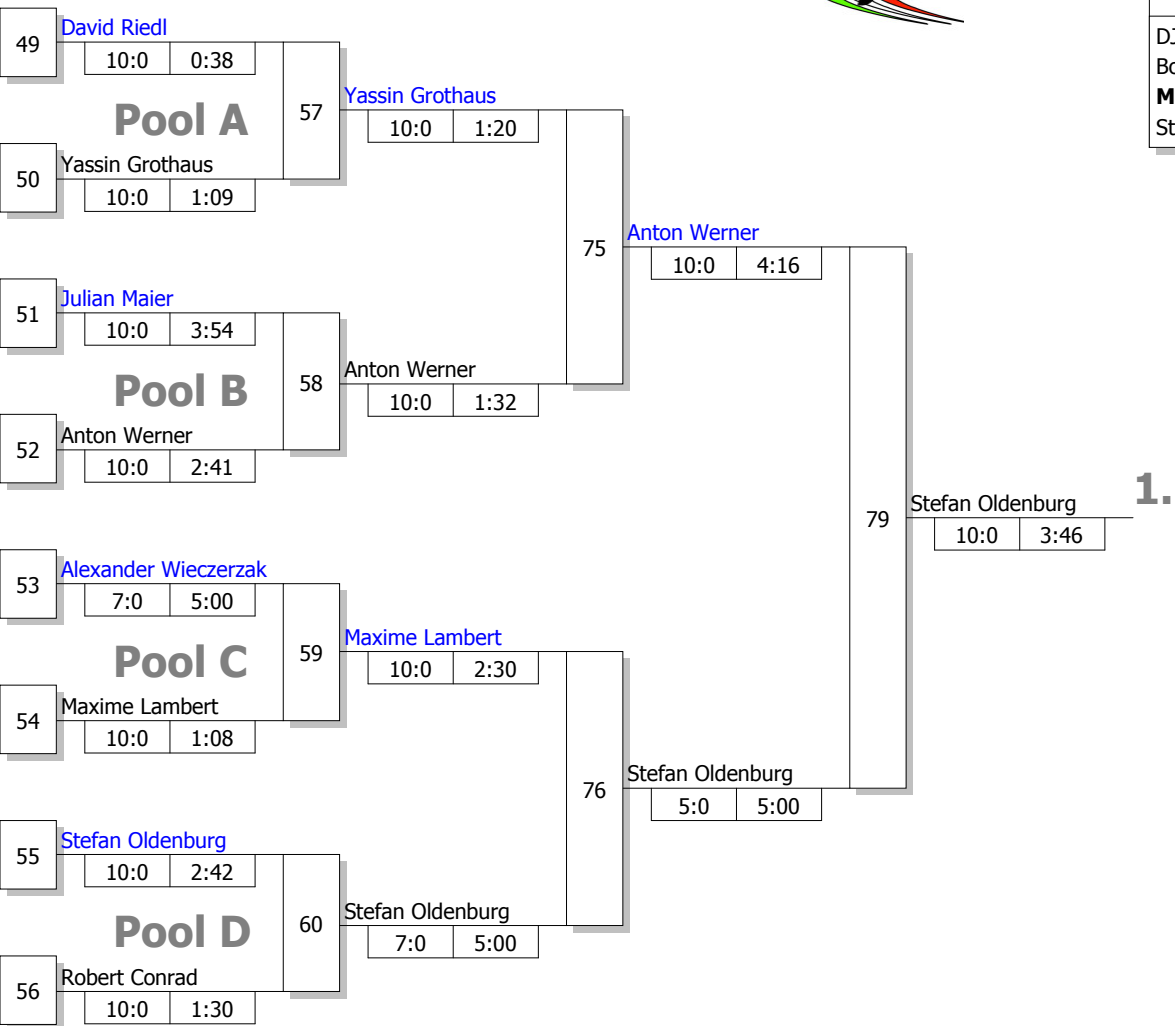 49
David Riedl
10:0 0:38
Pool A
50
Yassin Grothaus
10:0 1:09
57
Yassin Grothaus
10:0 1:20
51
Julian Maier
10:0 3:54
Pool B
52
Anton Werner
10:0 2:41
58
Anton Werner
10:0 1:32
75
Anton Werner
10:0 4:16
53
Alexander Wieczerzak
7:0 5:00
Pool C
54
Maxime Lambert
10:0 1:08
59
Maxime Lambert
10:0 2:30
55
Stefan Oldenburg
10:0 2:42
Pool D
56
Robert Conrad
10:0 1:30
60
Stefan Oldenburg
7:0 5:00
76
Stefan Oldenburg
5:0 5:00
79
Stefan Oldenburg
10:0 3:46
1.